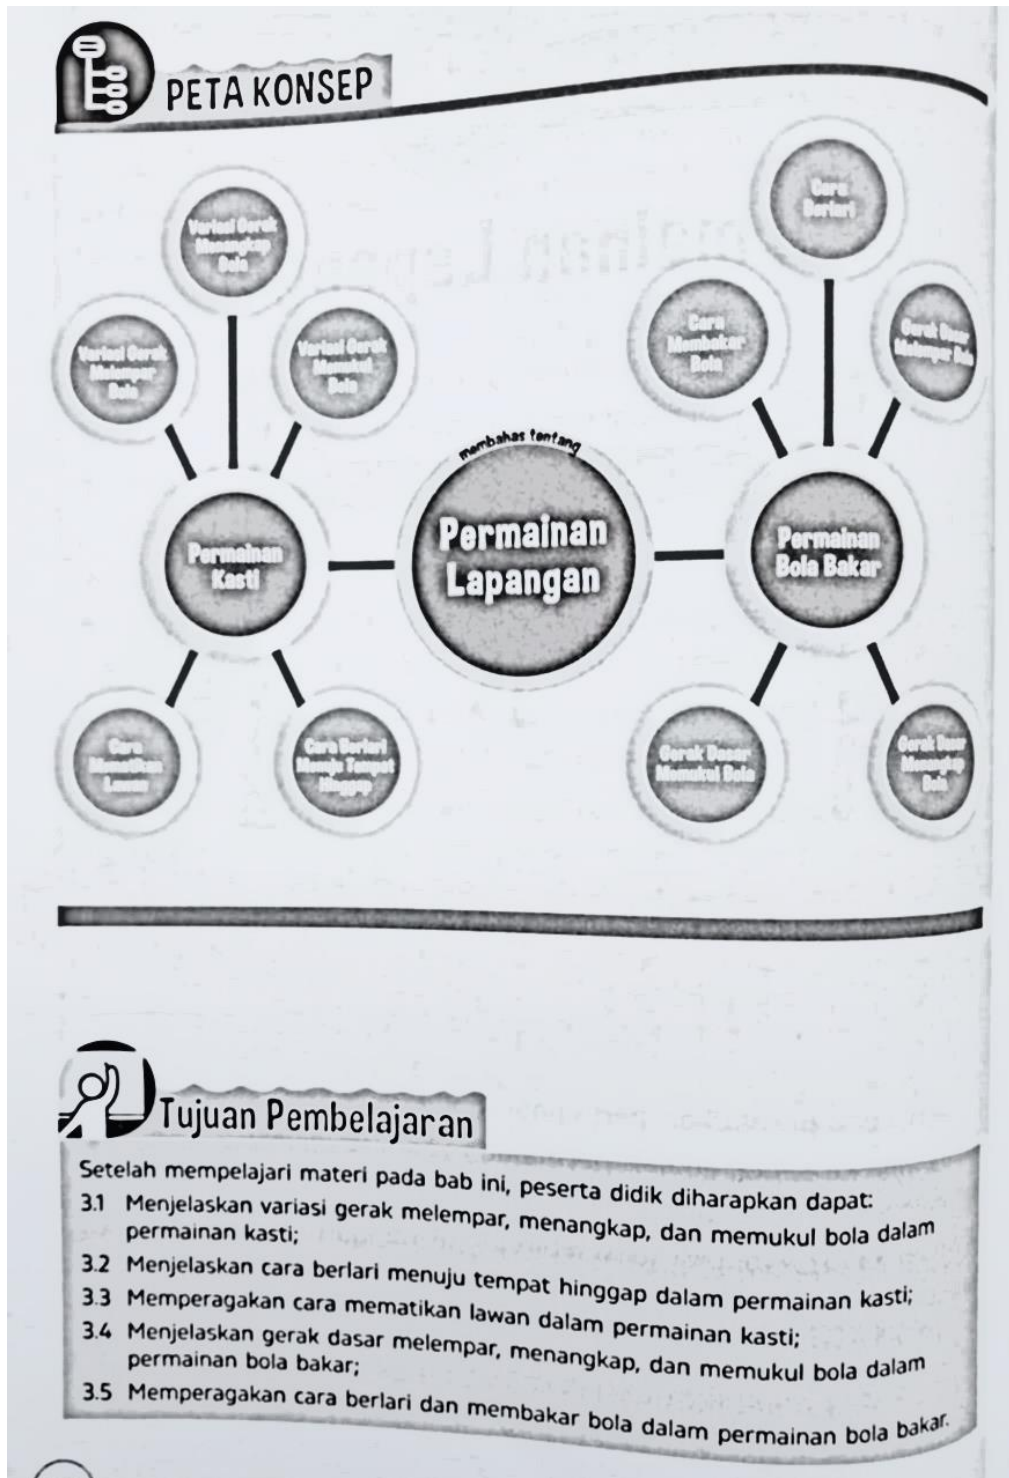 PETA KONSEP
Variasi Gerak
Menangkap
Bola
Variasi Gerak
Melempar
Bola
Variasi Gerak
Memukul
Bola
Permainan
Kasti
Cara
Mematikan
Lawan
Cara Berlari
Menuju Tempat
Hinggap
membahas tentang
Permainan
Lapangan
Cara
Berlari
Cara
Membakar
Bola
Gerak Dasar
Melempar Bola
Permainan
Bola Bakar
Gerak Dasar
Memukul Bola
Gerak Dasar
Menangkap
Bola
Tujuan Pembelajaran
Setelah mempelajari materi pada bab ini, peserta didik diharapkan dapat:
3.1 Menjelaskan variasi gerak melempar, menangkap, dan memukul bola dalam
permainan kasti;
3.2 Menjelaskan cara berlari menuju tempat hinggap dalam permainan kasti;
3.3 Memperagakan cara mematikan lawan dalam permainan kasti;
3.4 Menjelaskan gerak dasar melempar, menangkap, dan memukul bola dalam
permainan bola bakar;
3.5 Memperagakan cara berlari dan membakar bola dalam permainan bola bakar.